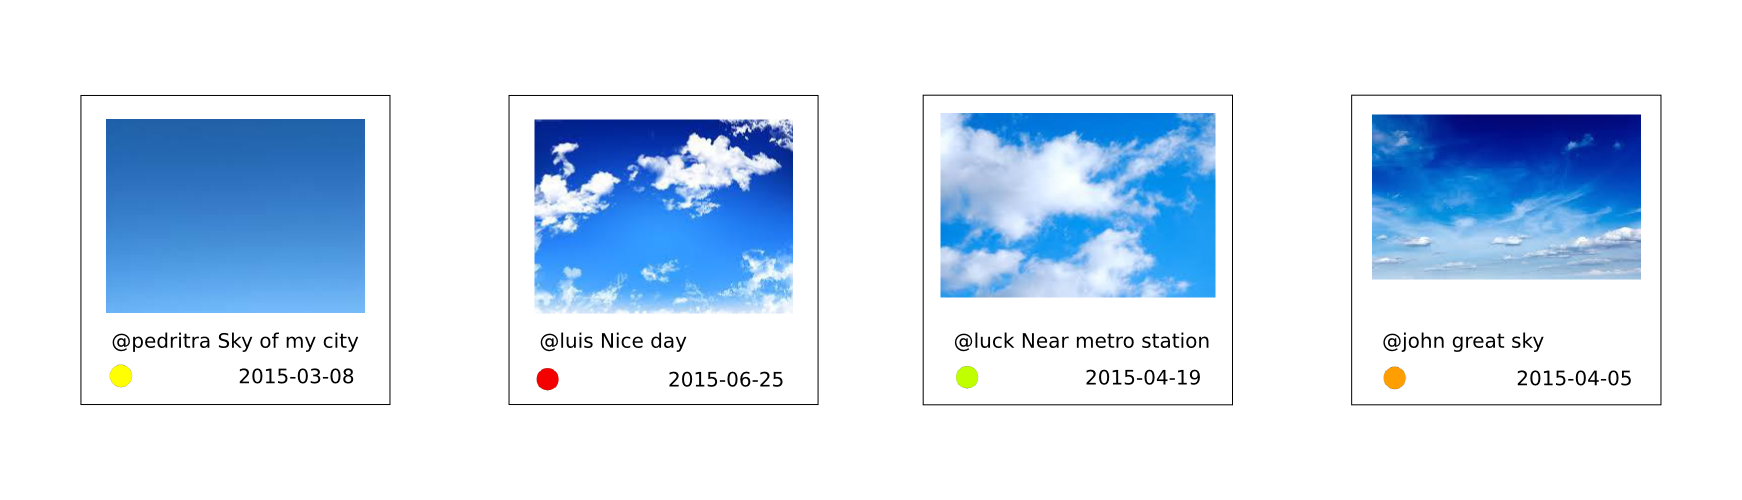 @pedritra Sky of my city
2015-03-08
@luis Nice day
2015-06-25
@luck Near metro station
2015-04-19
@john great sky
2015-04-05